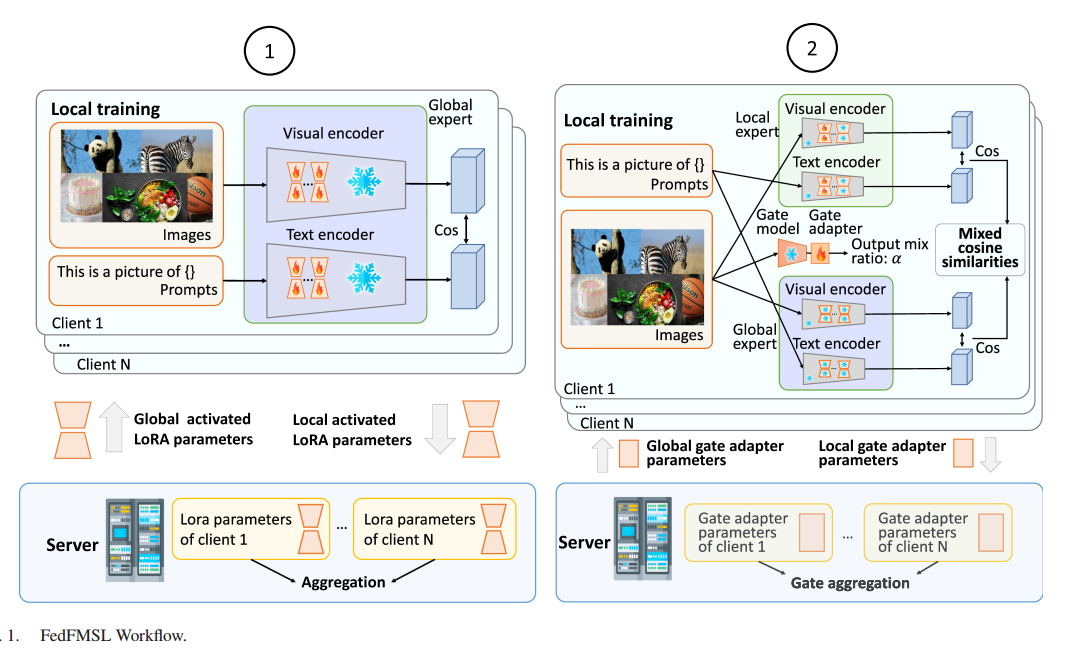 1
Local training
Images
This is a picture of {}
Prompts
Visual encoder
Text encoder
Global
expert
Cos
Client 1
...
Client N
Global activated
LoRA parameters
Local activated
LoRA parameters
Server
Lora parameters
of client 1
...
Lora parameters
of client N
Aggregation
2
Local training
This is a picture of {}
Prompts
Images
Local
expert
Visual encoder
Text encoder
Gate
model
Gate
adapter
Output mix
ratio: α
Visual encoder
Global
expert
Text encoder
Cos
Mixed
cosine
similarities
Cos
Client 1
...
Client N
Global gate adapter
parameters
Local gate adapter
parameters
Server
Gate adapter
parameters
of client 1
...
Gate adapter
parameters
of client N
Gate aggregation
. 1. FedFMSL Workflow.